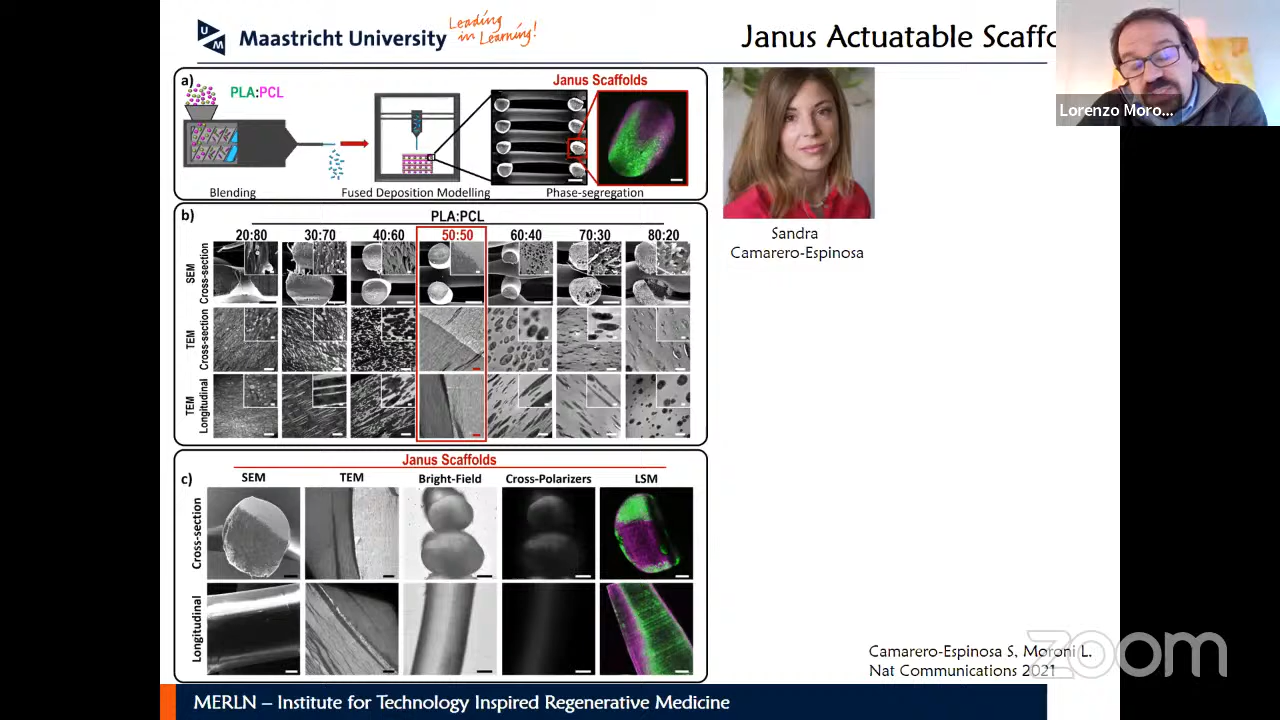 UM
Maastricht University
Leading
in Learning!
Janus Actuatable Scaffo
Lorenzo Moro...
a)
PLA:PCL
Janus Scaffolds
Blending
Fused Deposition Modelling
Phase-segregation
Sandra
Camarero-Espinosa
b)
PLA:PCL
20:80 30:70 40:60 50:50 60:40 70:30 80:20
SEM
Cross-section
TEM
Cross-section
TEM
Longitudinal
Janus Scaffolds
c)
SEM TEM Bright-Field Cross-Polarizers LSM
Cross-section
Longitudinal
Camarero-Espinosa S, Moroni L.
Nat Communications 2021
zoom
MERLN – Institute for Technology Inspired Regenerative Medicine